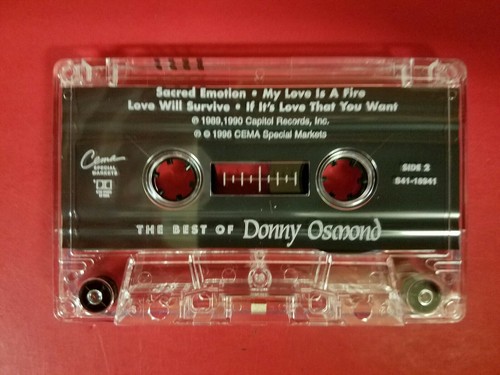 Sacred Emotion • My Love Is A Fire
Love Will Survive • If It's Love That You Want
℗ 1989,1990 Capitol Records, Inc.
℗ © 1996 CEMA Special Markets
Cema
SPECIAL
MARKETS
SIDE 2
S41-18941
THE BEST OF Donny Osmond